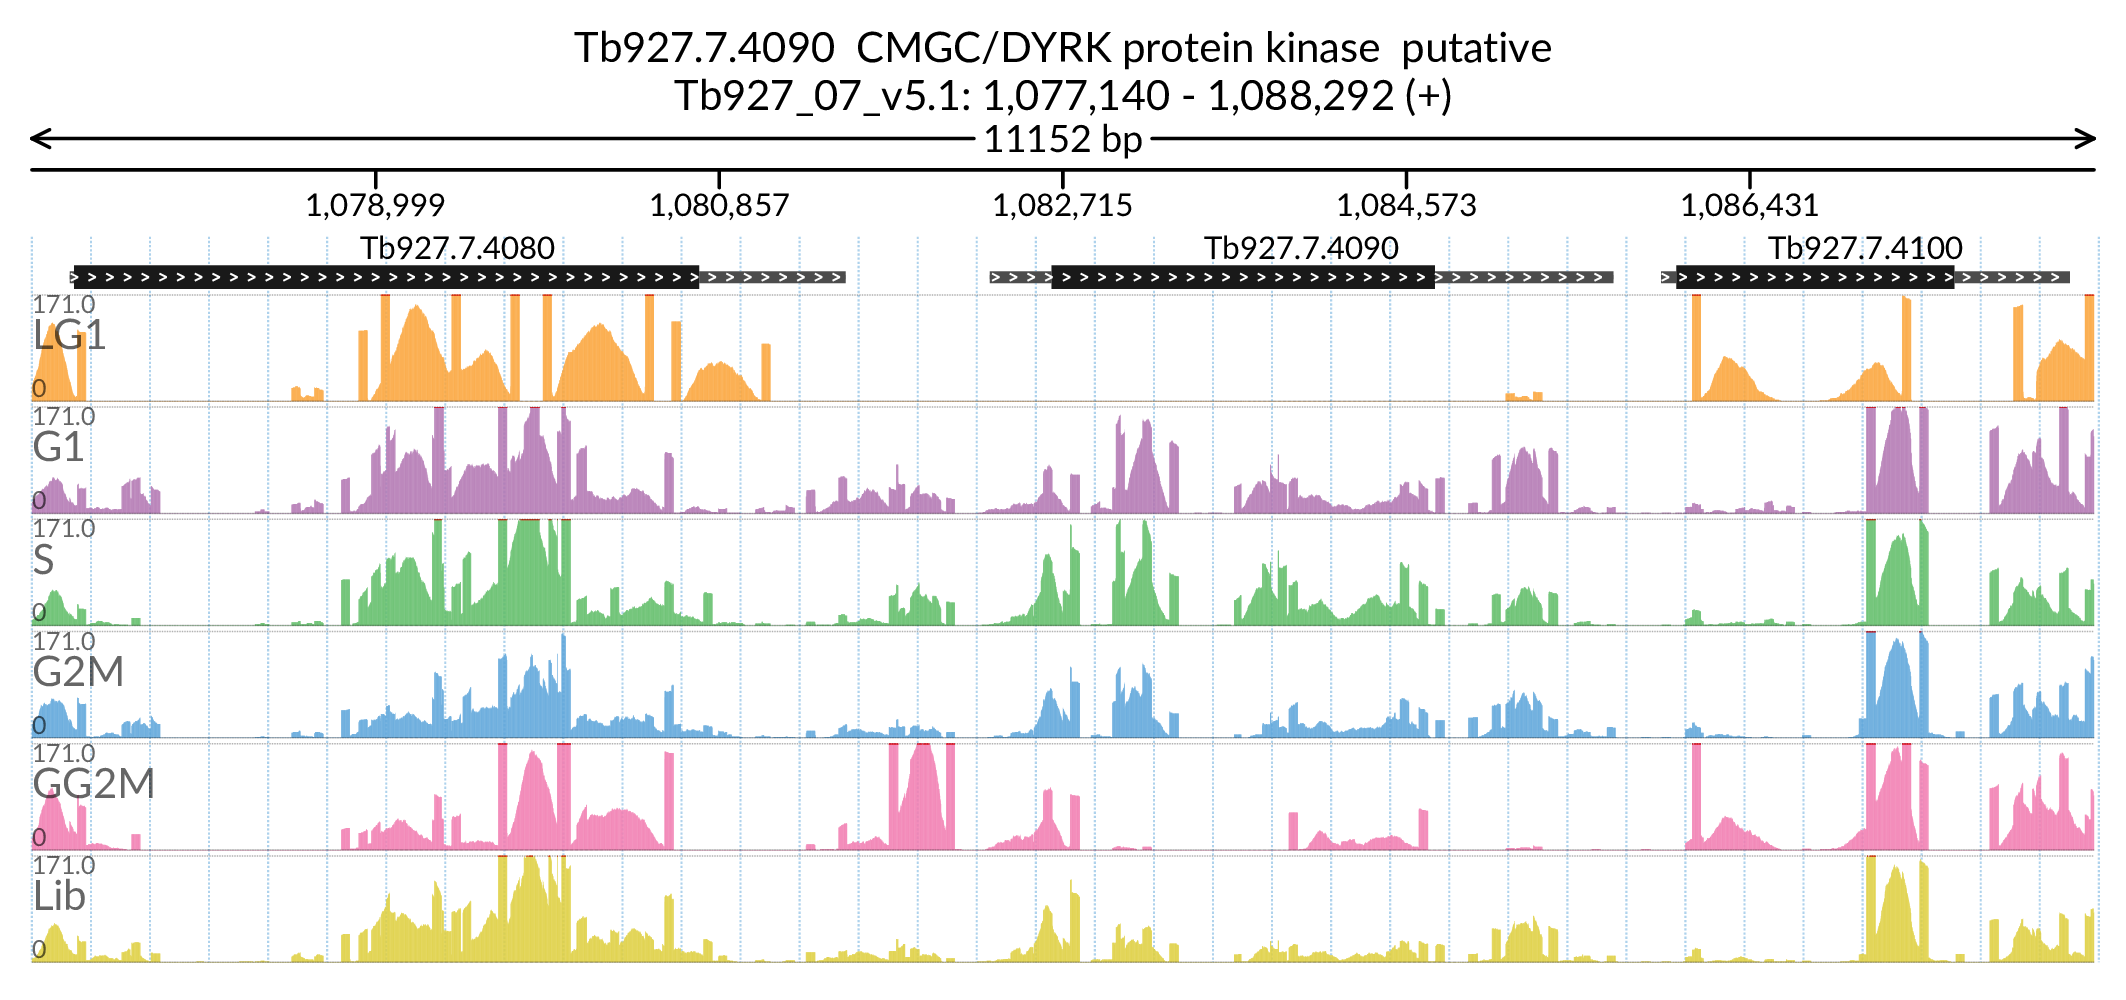 Tb927.7.4090  CMGC/DYRK protein kinase  putative
Tb927_07_v5.1: 1,077,140 - 1,088,292 (+)
11152 bp
1,078,999 1,080,857 1,082,715 1,084,573 1,086,431
Tb927.7.4080 Tb927.7.4090 Tb927.7.4100
171.0
LG1
0
171.0
G1
0
171.0
S
0
171.0
G2M
0
171.0
GG2M
0
171.0
Lib
0